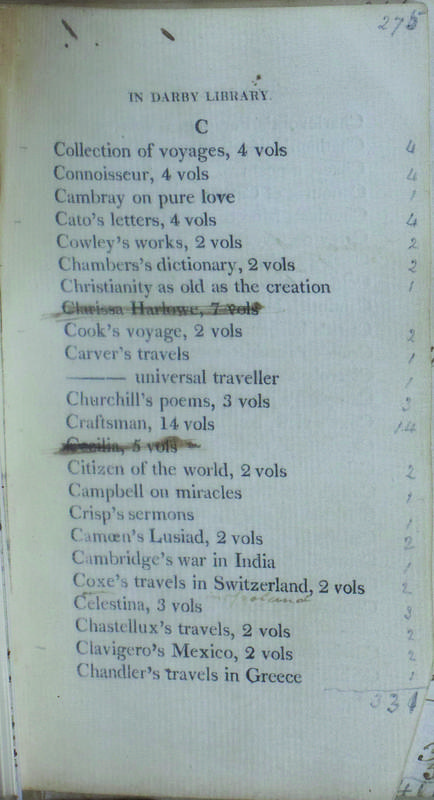 275
IN DARBY LIBRARY.
C
Collection of voyages, 4 vols 4
Connoisseur, 4 vols 4
Cambray on pure love 1
Cato's letters, 4 vols 4
Cowley's works, 2 vols 2
Chambers's dictionary, 2 vols 2
Christianity as old as the creation 1
Clarissa Harlowe, 7 vols
Cook's voyage, 2 vols 2
Carver's travels 1
——— universal traveller 1
Churchill's poems, 3 vols 3
Craftsman, 14 vols 14
Cecilia, 5 vols
Citizen of the world, 2 vols 2
Campbell on miracles 1
Crisp's sermons 1
Camœn's Lusiad, 2 vols 2
Cambridge's war in India 1
Coxe's travels in Switzerland, 2 vols 2
Celestina, 3 vols 3
Chastellux's travels, 2 vols 2
Clavigero's Mexico, 2 vols 2
Chandler's travels in Greece 1
331